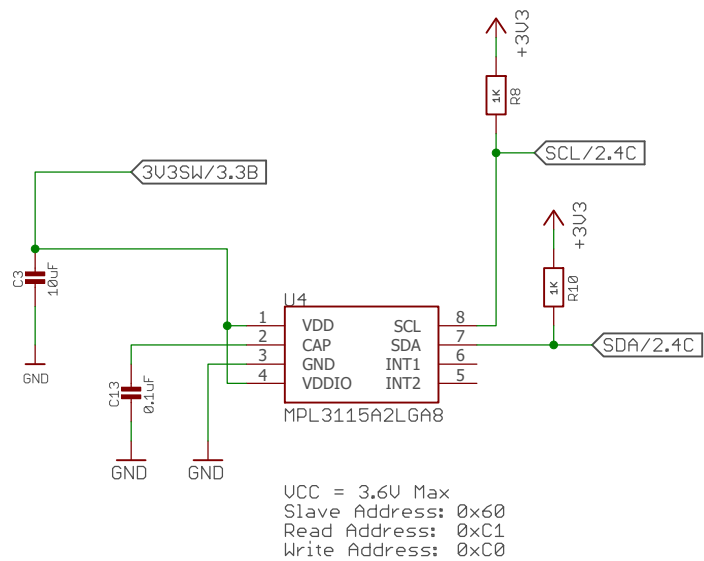 +3V3
1K
R8
SCL/2.4C
3V3SW/3.3B
+3V3
C3
10uF
1K
R10
U4
1 VDD SCL 8
2 CAP SDA 7
3 GND INT1 6
4 VDDIO INT2 5
SDA/2.4C
GND
C13
0.1uF
MPL3115A2LGA8
GND
GND
VCC = 3.6V Max
Slave Address: 0x60
Read Address: 0xC1
Write Address: 0xC0